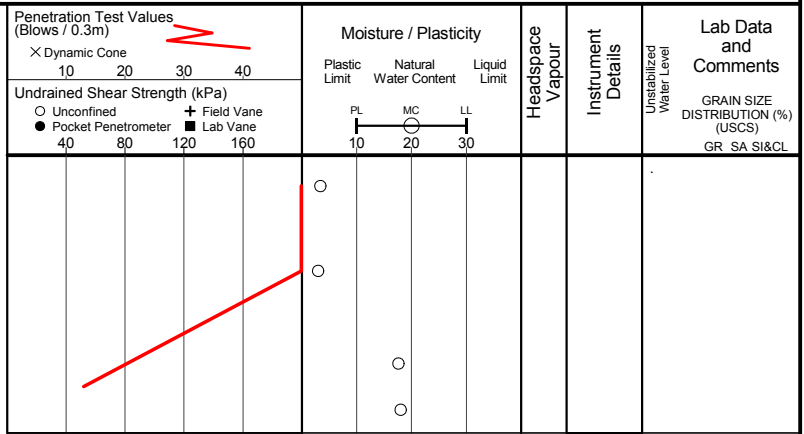 Penetration Test Values
(Blows / 0.3m)
× Dynamic Cone
10 20 30 40
Undrained Shear Strength (kPa)
○ Unconfined + Field Vane
● Pocket Penetrometer ■ Lab Vane
40 80 120 160
Moisture / Plasticity
Plastic Limit
Natural Water Content
Liquid Limit
PL MC LL
10 20 30
Headspace
Vapour
Instrument
Details
Unstabilized
Water Level
Lab Data
and
Comments
GRAIN SIZE
DISTRIBUTION (%)
(USCS)
GR SA SI&CL